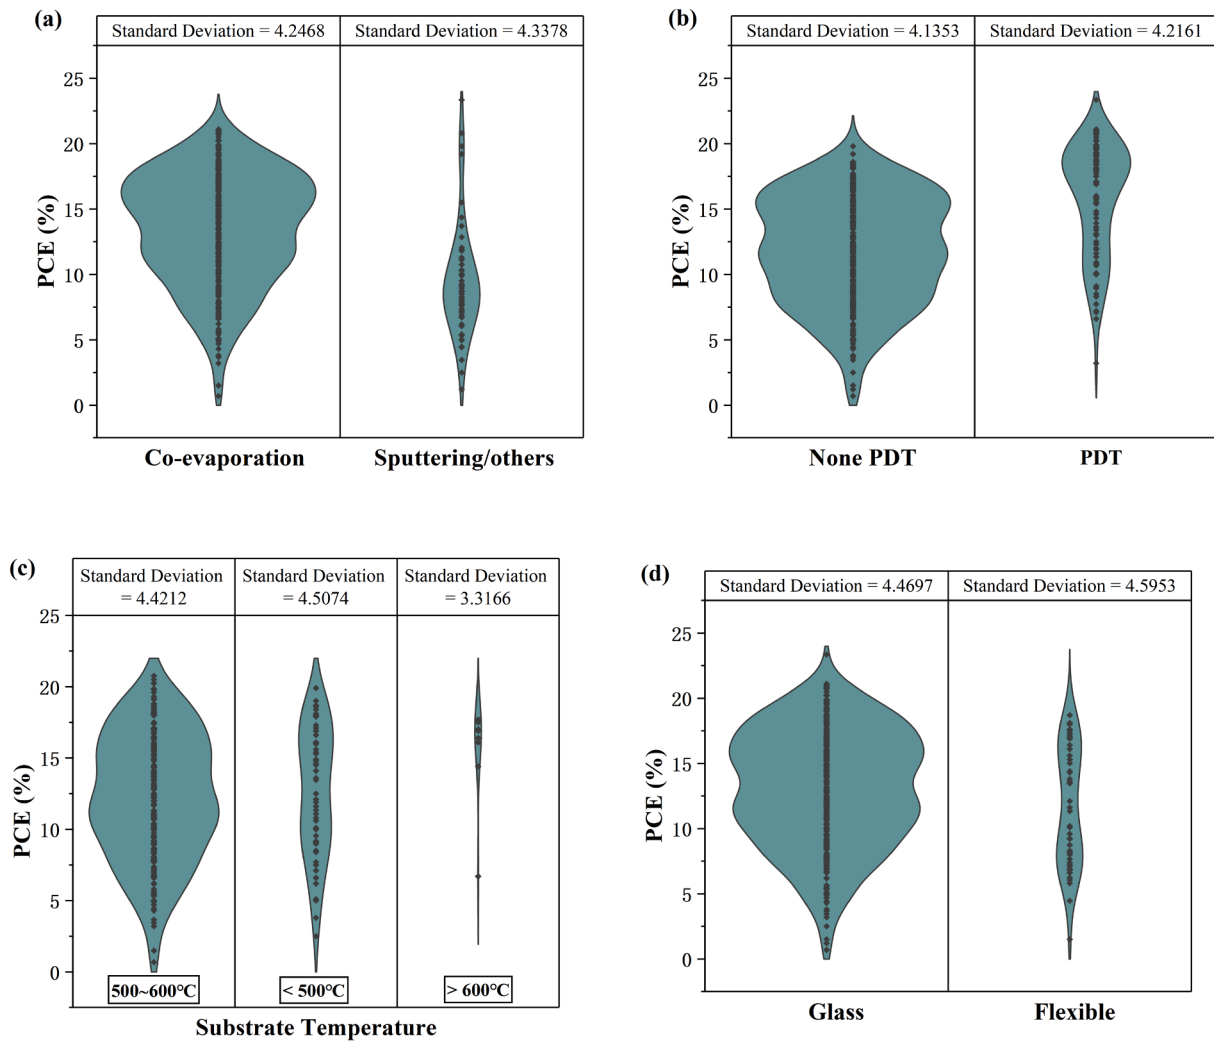 (a)
Standard Deviation = 4.2468
Standard Deviation = 4.3378
25
20
15
10
5
0
PCE (%)
Co-evaporation
Sputtering/others
(b)
Standard Deviation = 4.1353
Standard Deviation = 4.2161
25
20
15
10
5
0
PCE (%)
None PDT
PDT
(c)
Standard Deviation
= 4.4212
Standard Deviation
= 4.5074
Standard Deviation
= 3.3166
25
20
15
10
5
0
PCE (%)
500~600℃
< 500℃
> 600℃
Substrate Temperature
(d)
Standard Deviation = 4.4697
Standard Deviation = 4.5953
25
20
15
10
5
0
PCE (%)
Glass
Flexible